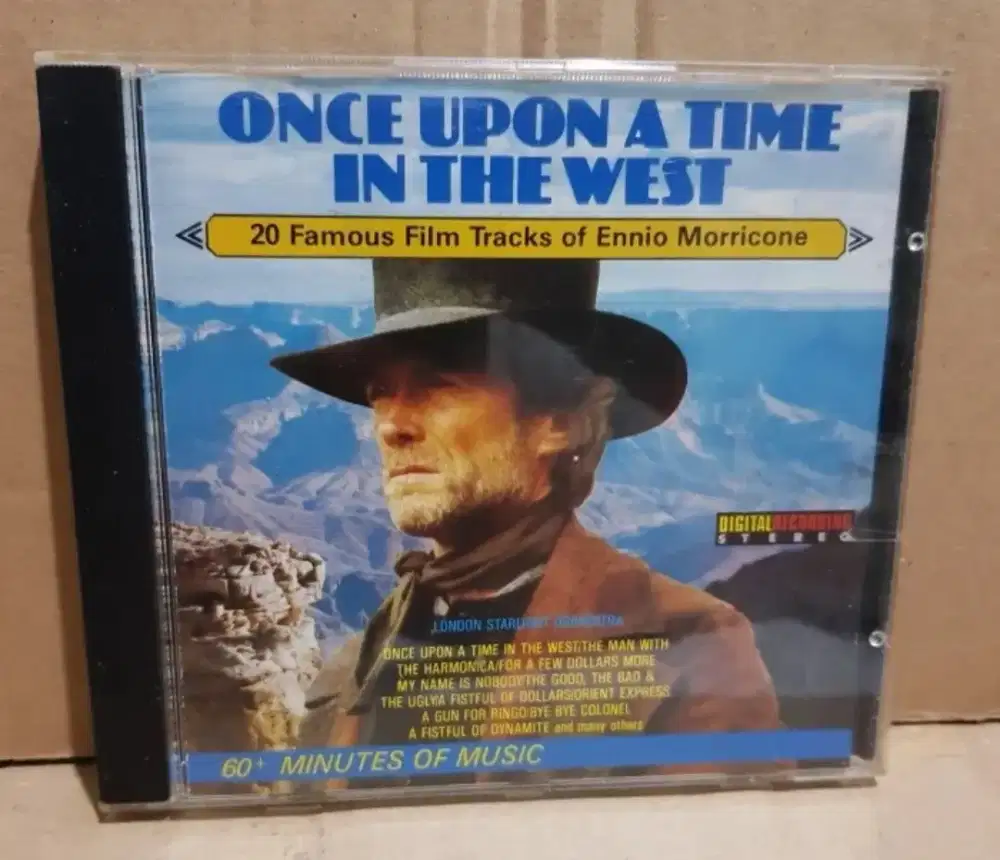 ONCE UPON A TIME
IN THE WEST
20 Famous Film Tracks of Ennio Morricone
DIGITAL RECORDING
STEREO
LONDON STARLIGHT ORCHESTRA
ONCE UPON A TIME IN THE WEST/THE MAN WITH
THE HARMONICA/FOR A FEW DOLLARS MORE
MY NAME IS NOBODY/THE GOOD, THE BAD &
THE UGLY/A FISTFUL OF DOLLARS/ORIENT EXPRESS
A GUN FOR RINGO/BYE BYE COLONEL
A FISTFUL OF DYNAMITE and many others
60+ MINUTES OF MUSIC